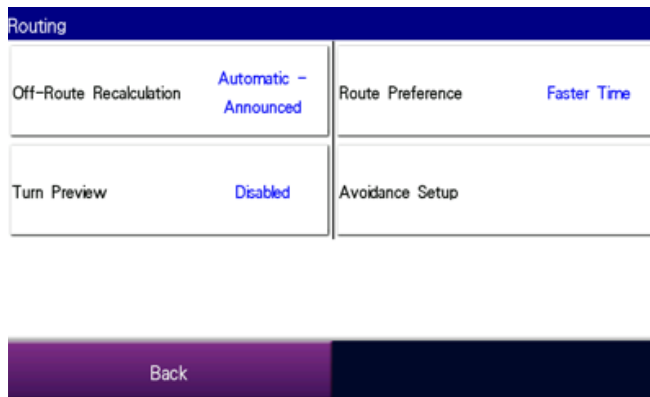 Routing
Off-Route Recalculation
Automatic -
Announced
Route Preference
Faster Time
Turn Preview
Disabled
Avoidance Setup
Back